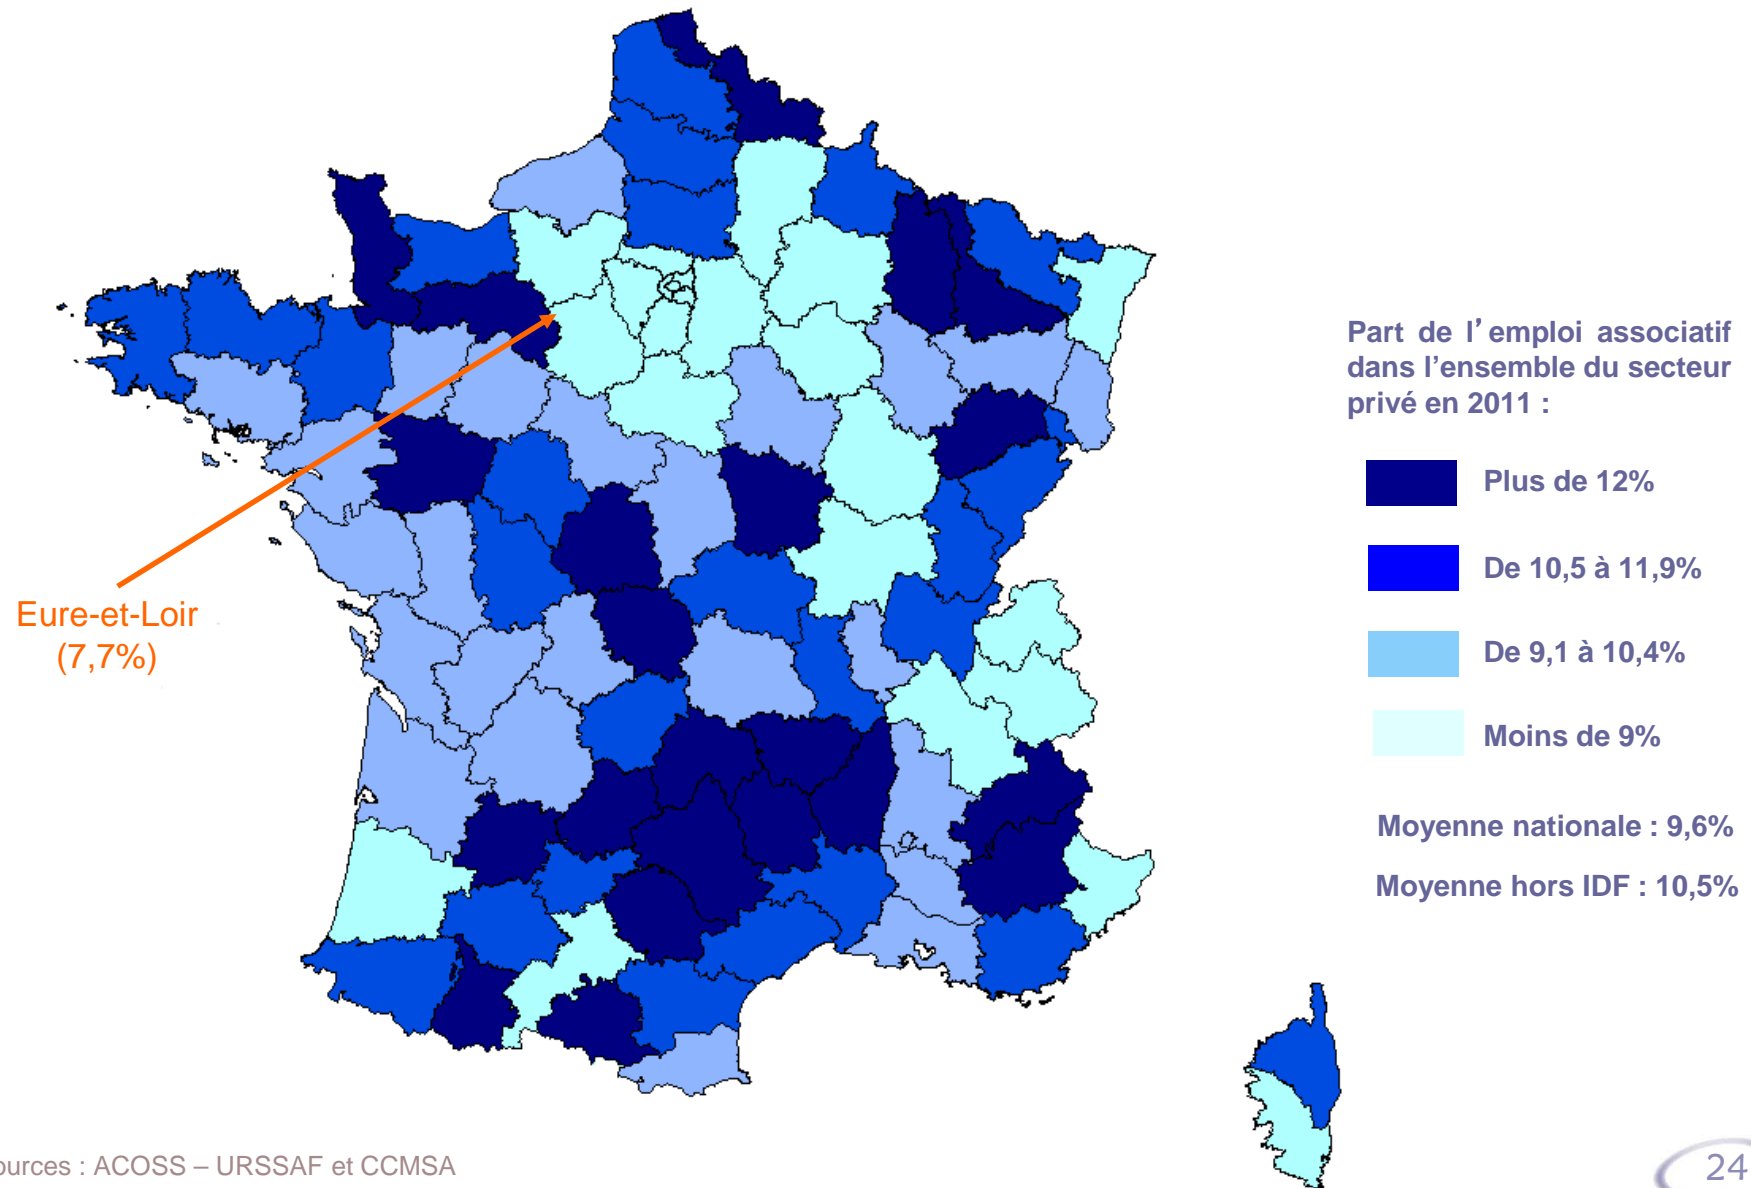 Part de l’emploi associatif
dans l’ensemble du secteur
privé en 2011 :
Plus de 12%
De 10,5 à 11,9%
De 9,1 à 10,4%
Moins de 9%
Moyenne nationale : 9,6%
Moyenne hors IDF : 10,5%
Eure-et-Loir
(7,7%)
ources : ACOSS – URSSAF et CCMSA
24